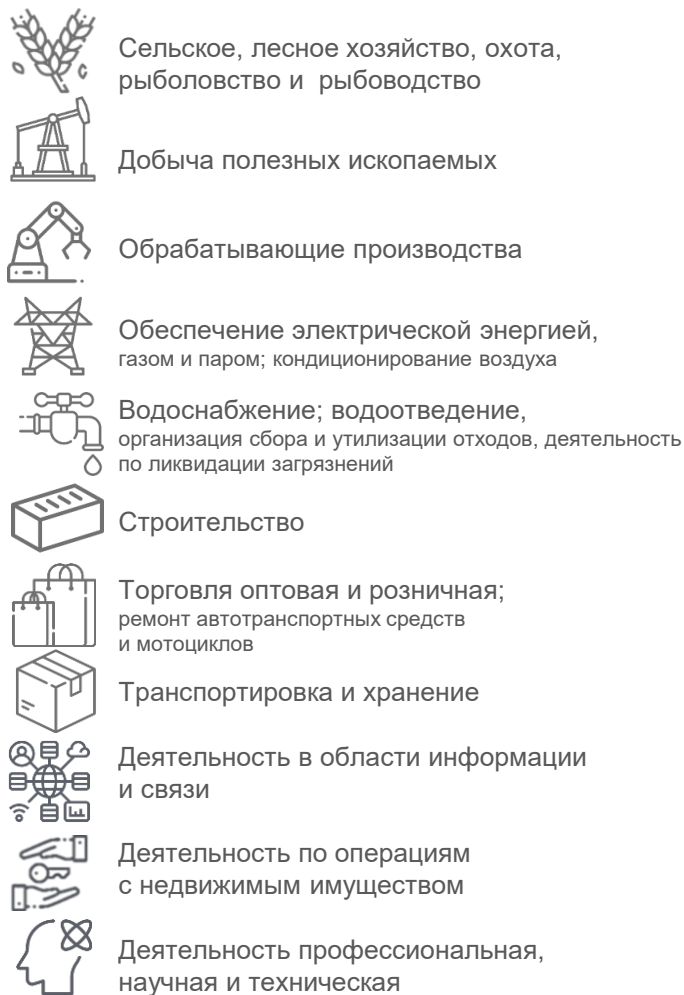 Сельское, лесное хозяйство, охота,
рыболовство и рыбоводство
Добыча полезных ископаемых
Обрабатывающие производства
Обеспечение электрической энергией,
газом и паром; кондиционирование воздуха
Водоснабжение; водоотведение,
организация сбора и утилизации отходов, деятельность
по ликвидации загрязнений
Строительство
Торговля оптовая и розничная;
ремонт автотранспортных средств
и мотоциклов
Транспортировка и хранение
Деятельность в области информации
и связи
Деятельность по операциям
с недвижимым имуществом
Деятельность профессиональная,
научная и техническая